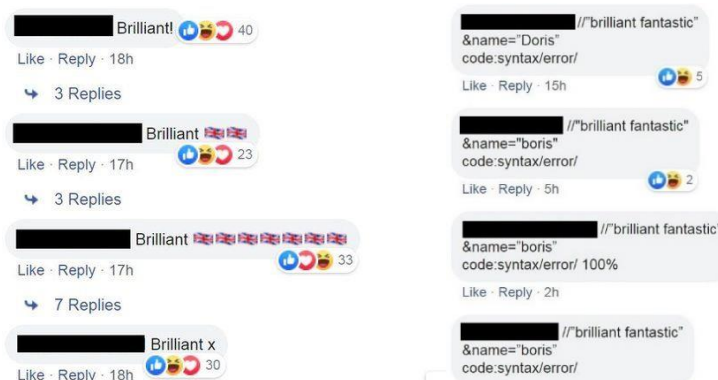 Brilliant! 40
Like · Reply · 18h
3 Replies
Brilliant 🇬🇧🇬🇧
23
Like · Reply · 17h
3 Replies
Brilliant 🇬🇧🇬🇧🇬🇧🇬🇧🇬🇧🇬🇧🇬🇧
33
Like · Reply · 17h
7 Replies
Brilliant x
30
Like · Reply · 18h
//"brilliant fantastic"
&name="Doris"
code:syntax/error/
5
Like · Reply · 15h
//"brilliant fantastic"
&name="boris"
code:syntax/error/
2
Like · Reply · 5h
//"brilliant fantastic"
&name="boris"
code:syntax/error/ 100%
Like · Reply · 2h
//"brilliant fantastic"
&name="boris"
code:syntax/error/